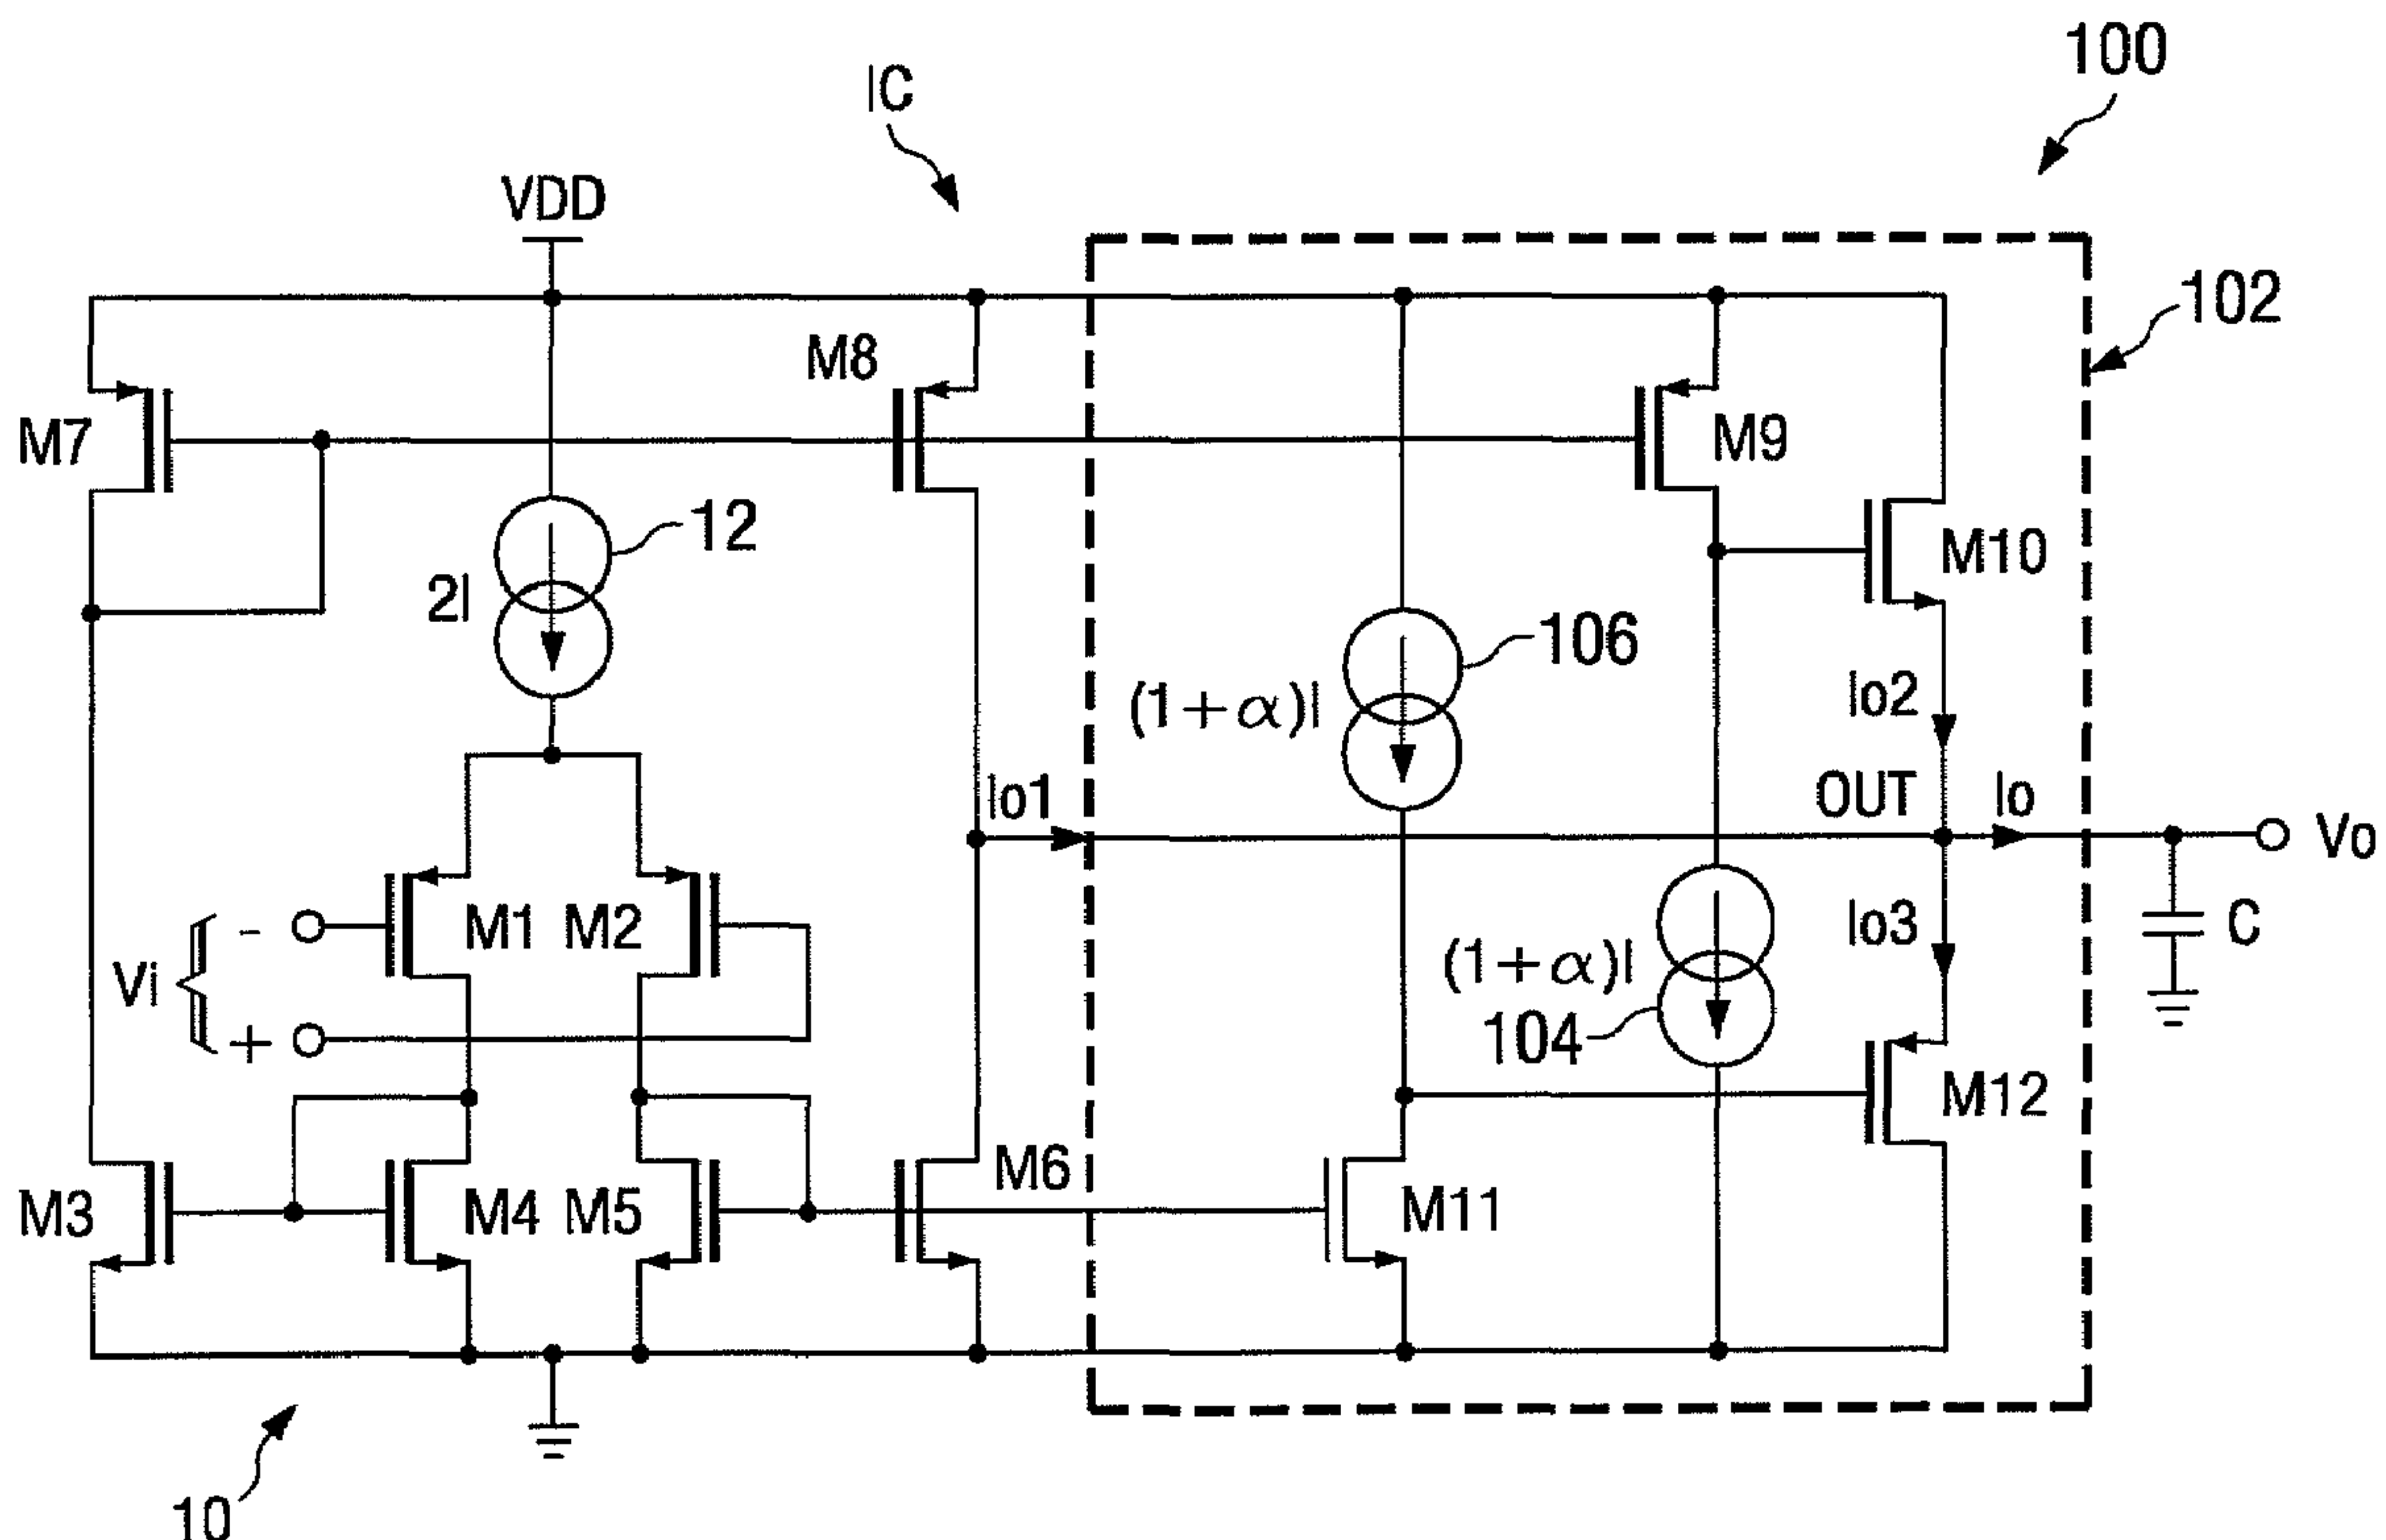 100
IC
VDD
102
M8
M7
M9
12
M10
2I
106
(1+α)I
Io2
Io1
OUT
Io
Vo
-
M1
M2
Io3
C
Vi
(1+α)I
+
104
M12
M6
M3
M4
M5
M11
10